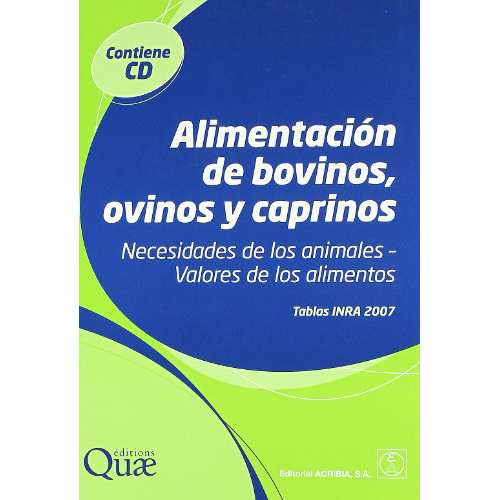 Contiene
CD
Alimentación
de bovinos,
ovinos y caprinos
Necesidades de los animales –
Valores de los alimentos
Tablas INRA 2007
éditions
Quæ
Editorial ACRIBIA, S.A.